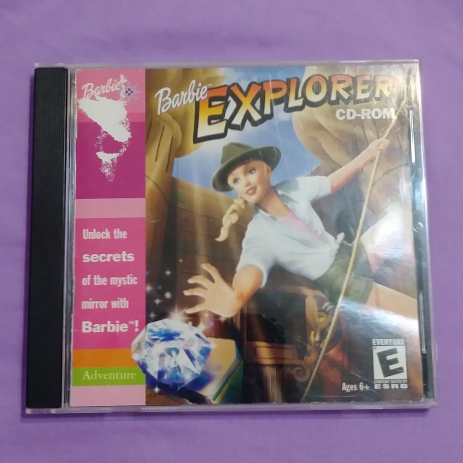 Barbie
Barbie
EXPLORER
CD-ROM
Unlock the
secrets
of the mystic
mirror with
Barbie™!
Adventure
EVERYONE
E
ESRB
Ages 6+